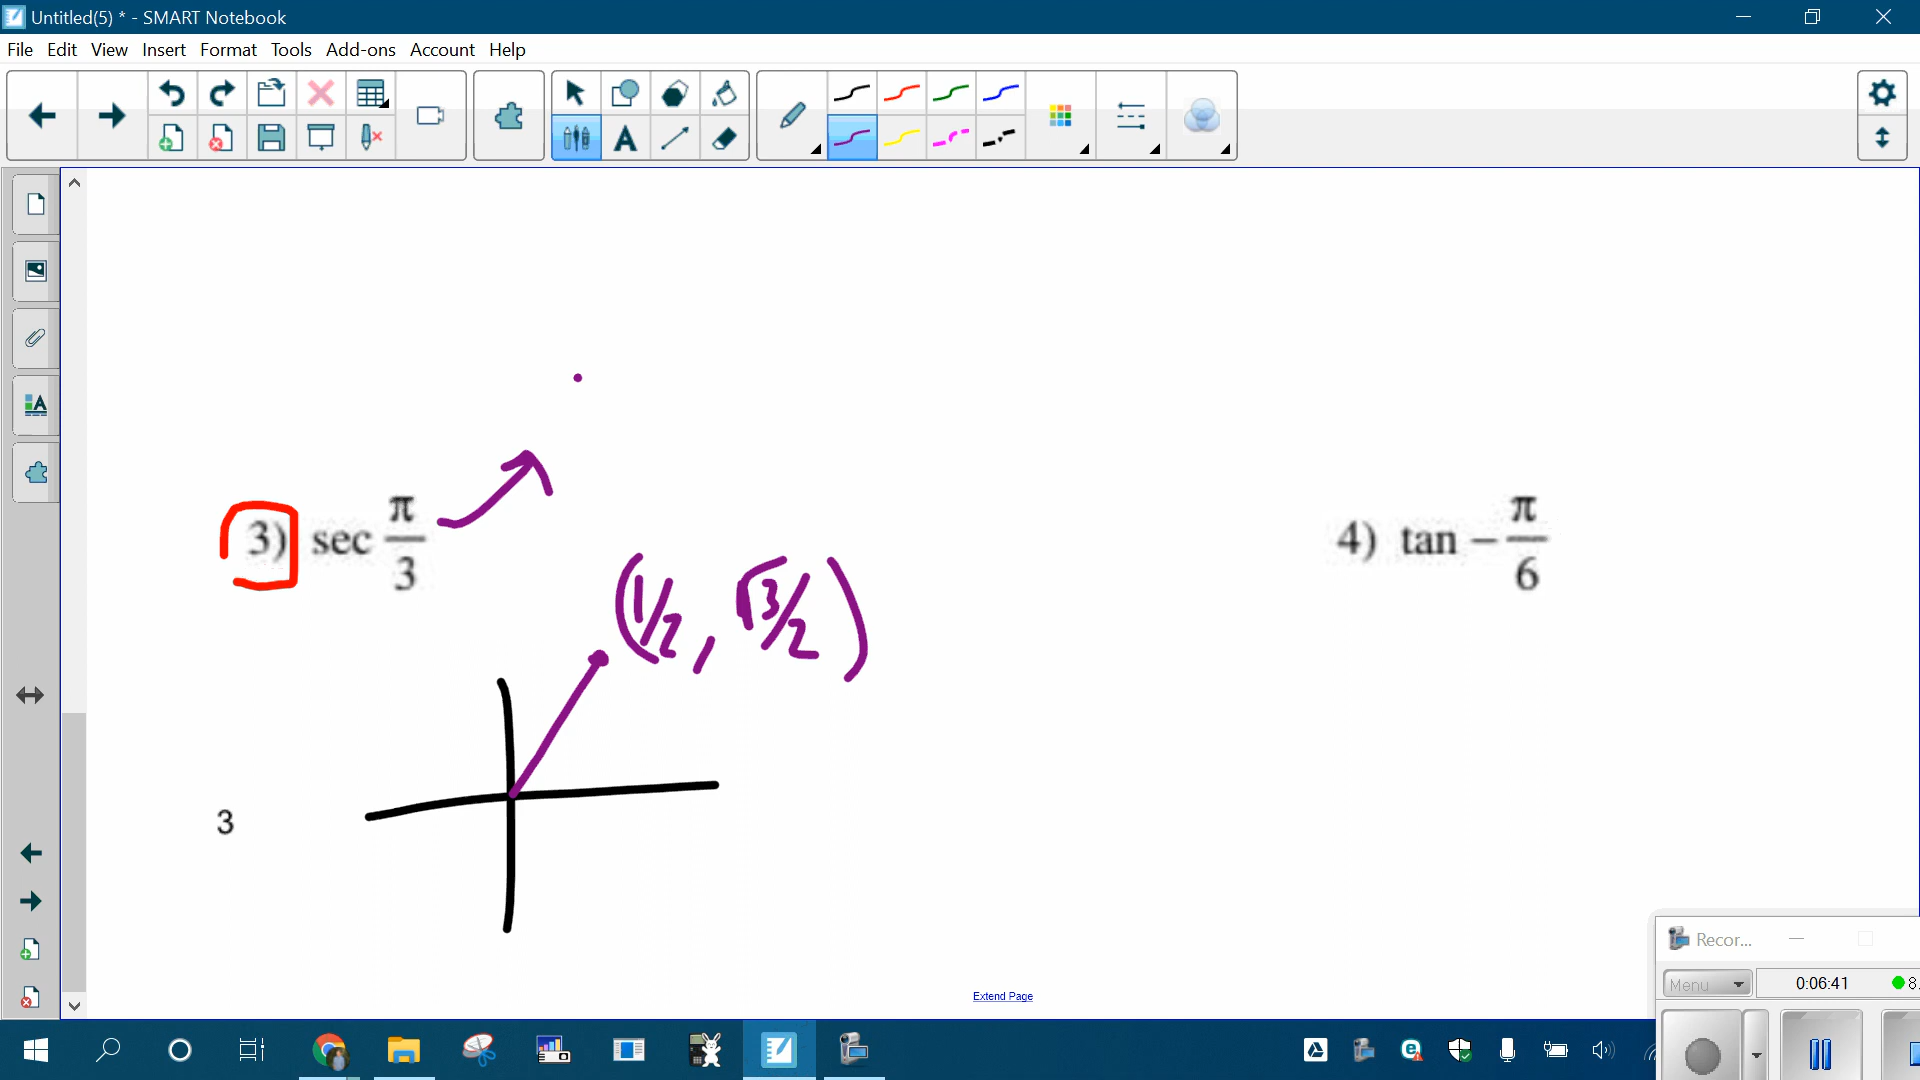 Untitled(5) * - SMART Notebook
File Edit View Insert Format Tools Add-ons Account Help
3) sec π/3
4) tan − π/6
(1/2, √3/2)
3
Extend Page
Recor...
Menu 0:06:41 8.